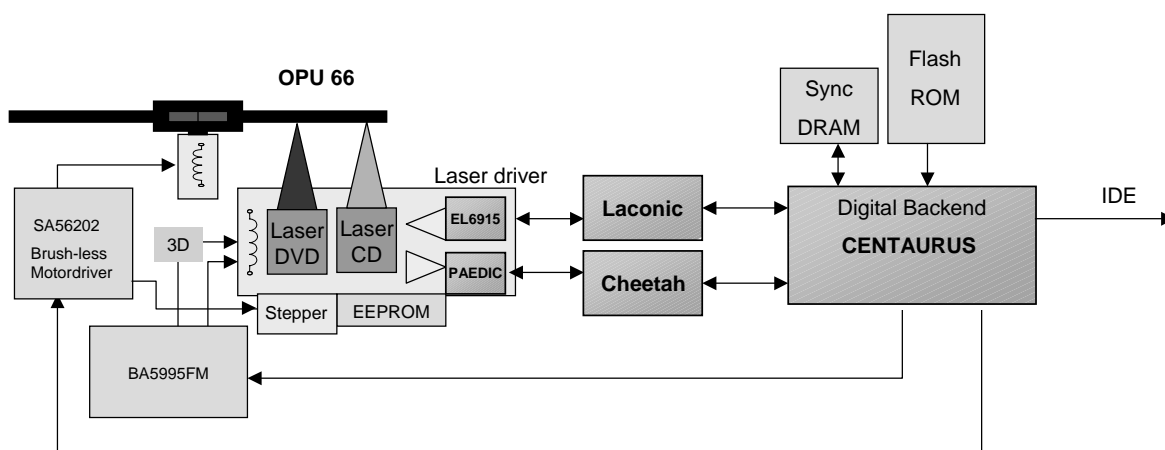 OPU 66
Sync
DRAM
Flash
ROM
Laser driver
SA56202
Brush-less
Motordriver
3D
Laser
DVD
Laser
CD
EL6915
PAEDIC
Laconic
Cheetah
Digital Backend
CENTAURUS
IDE
Stepper
EEPROM
BA5995FM